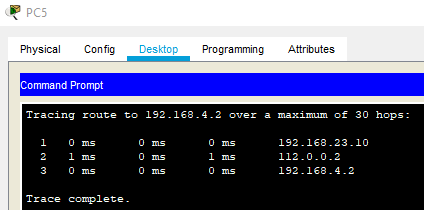 PC5
Physical Config Desktop Programming Attributes
Command Prompt
Tracing route to 192.168.4.2 over a maximum of 30 hops:
1 0 ms 0 ms 0 ms 192.168.23.10
2 1 ms 0 ms 1 ms 112.0.0.2
3 0 ms 0 ms 0 ms 192.168.4.2
Trace complete.